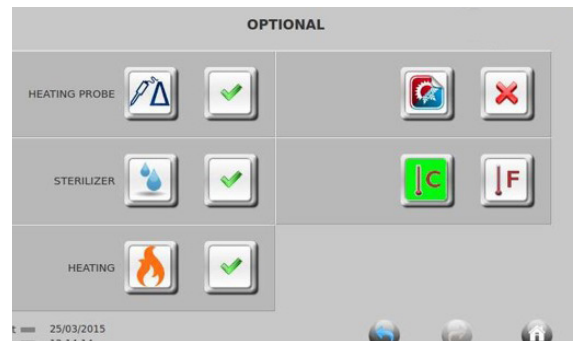 OPTIONAL
HEATING PROBE
STERILIZER
C
F
HEATING
25/03/2015